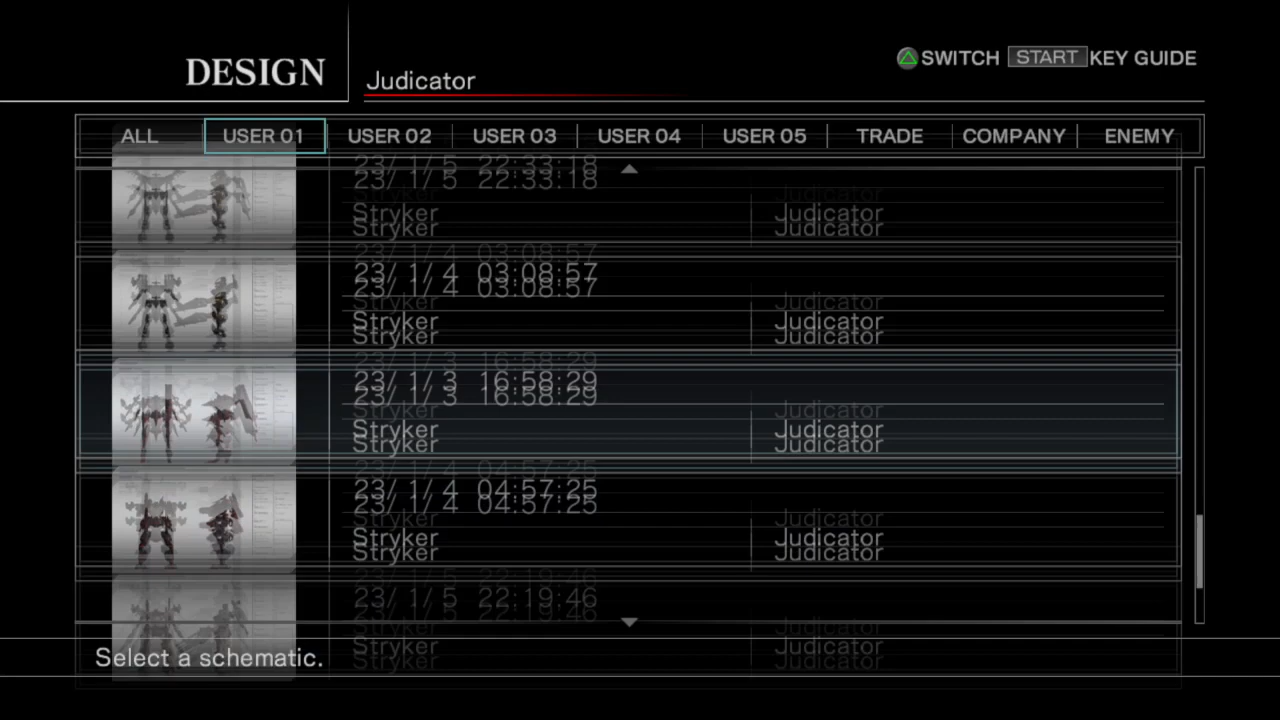 DESIGN
Judicator
SWITCH START KEY GUIDE
ALL USER 01 USER 02 USER 03 USER 04 USER 05 TRADE COMPANY ENEMY
23/ 1/ 5 22:33:18
Stryker Judicator
23/ 1/ 4 03:08:57
Stryker Judicator
23/ 1/ 3 16:58:29
Stryker Judicator
23/ 1/ 4 04:57:25
Stryker Judicator
23/ 1/ 5 22:19:46
Stryker Judicator
Select a schematic.